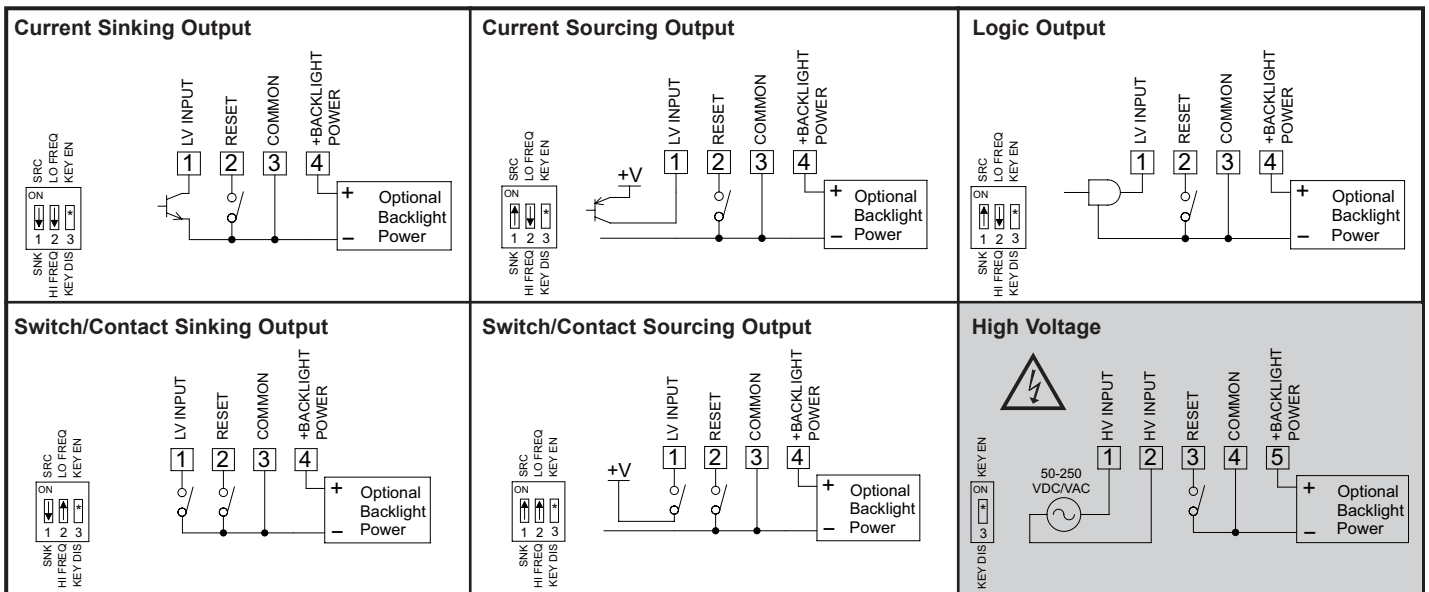 Current Sinking Output
SRC
LO FREQ
KEY EN
ON
1 2 3
*
SNK
HI FREQ
KEY DIS
LV INPUT
RESET
COMMON
+BACKLIGHT
POWER
1 2 3 4
+
Optional
Backlight
– Power
Current Sourcing Output
SRC
LO FREQ
KEY EN
ON
*
1 2 3
SNK
HI FREQ
KEY DIS
+V
LV INPUT
RESET
COMMON
+BACKLIGHT
POWER
1 2 3 4
+
Optional
Backlight
– Power
Logic Output
SRC
LO FREQ
KEY EN
ON
*
1 2 3
SNK
HI FREQ
KEY DIS
LV INPUT
RESET
COMMON
+BACKLIGHT
POWER
1 2 3 4
+
Optional
Backlight
– Power
Switch/Contact Sinking Output
SRC
LO FREQ
KEY EN
ON
*
1 2 3
SNK
HI FREQ
KEY DIS
LV INPUT
RESET
COMMON
+BACKLIGHT
POWER
1 2 3 4
+
Optional
Backlight
– Power
Switch/Contact Sourcing Output
SRC
LO FREQ
KEY EN
ON
*
1 2 3
SNK
HI FREQ
KEY DIS
+V
LV INPUT
RESET
COMMON
+BACKLIGHT
POWER
1 2 3 4
+
Optional
Backlight
– Power
High Voltage
KEY EN
ON
*
3
KEY DIS
50-250
VDC/VAC
HV INPUT
HV INPUT
RESET
COMMON
+BACKLIGHT
POWER
1 2 3 4 5
+
Optional
Backlight
– Power